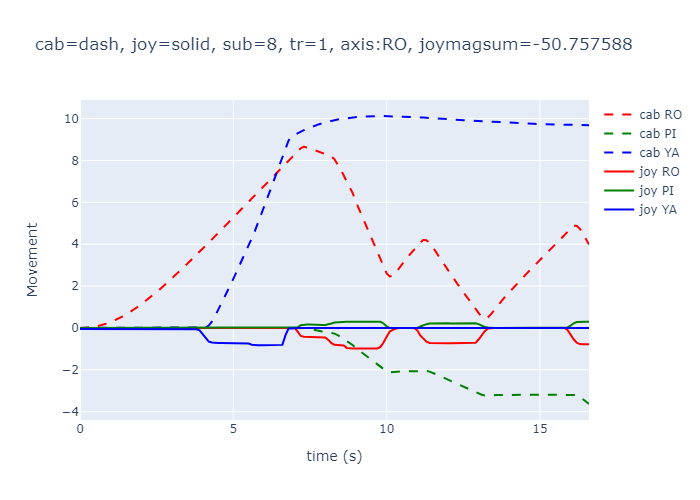 cab=dash, joy=solid, sub=8, tr=1, axis:RO, joymagsum=-50.757588
cab RO
cab PI
cab YA
joy RO
joy PI
joy YA
Movement
10
8
6
4
2
0
−2
−4
0
5
10
15
time (s)